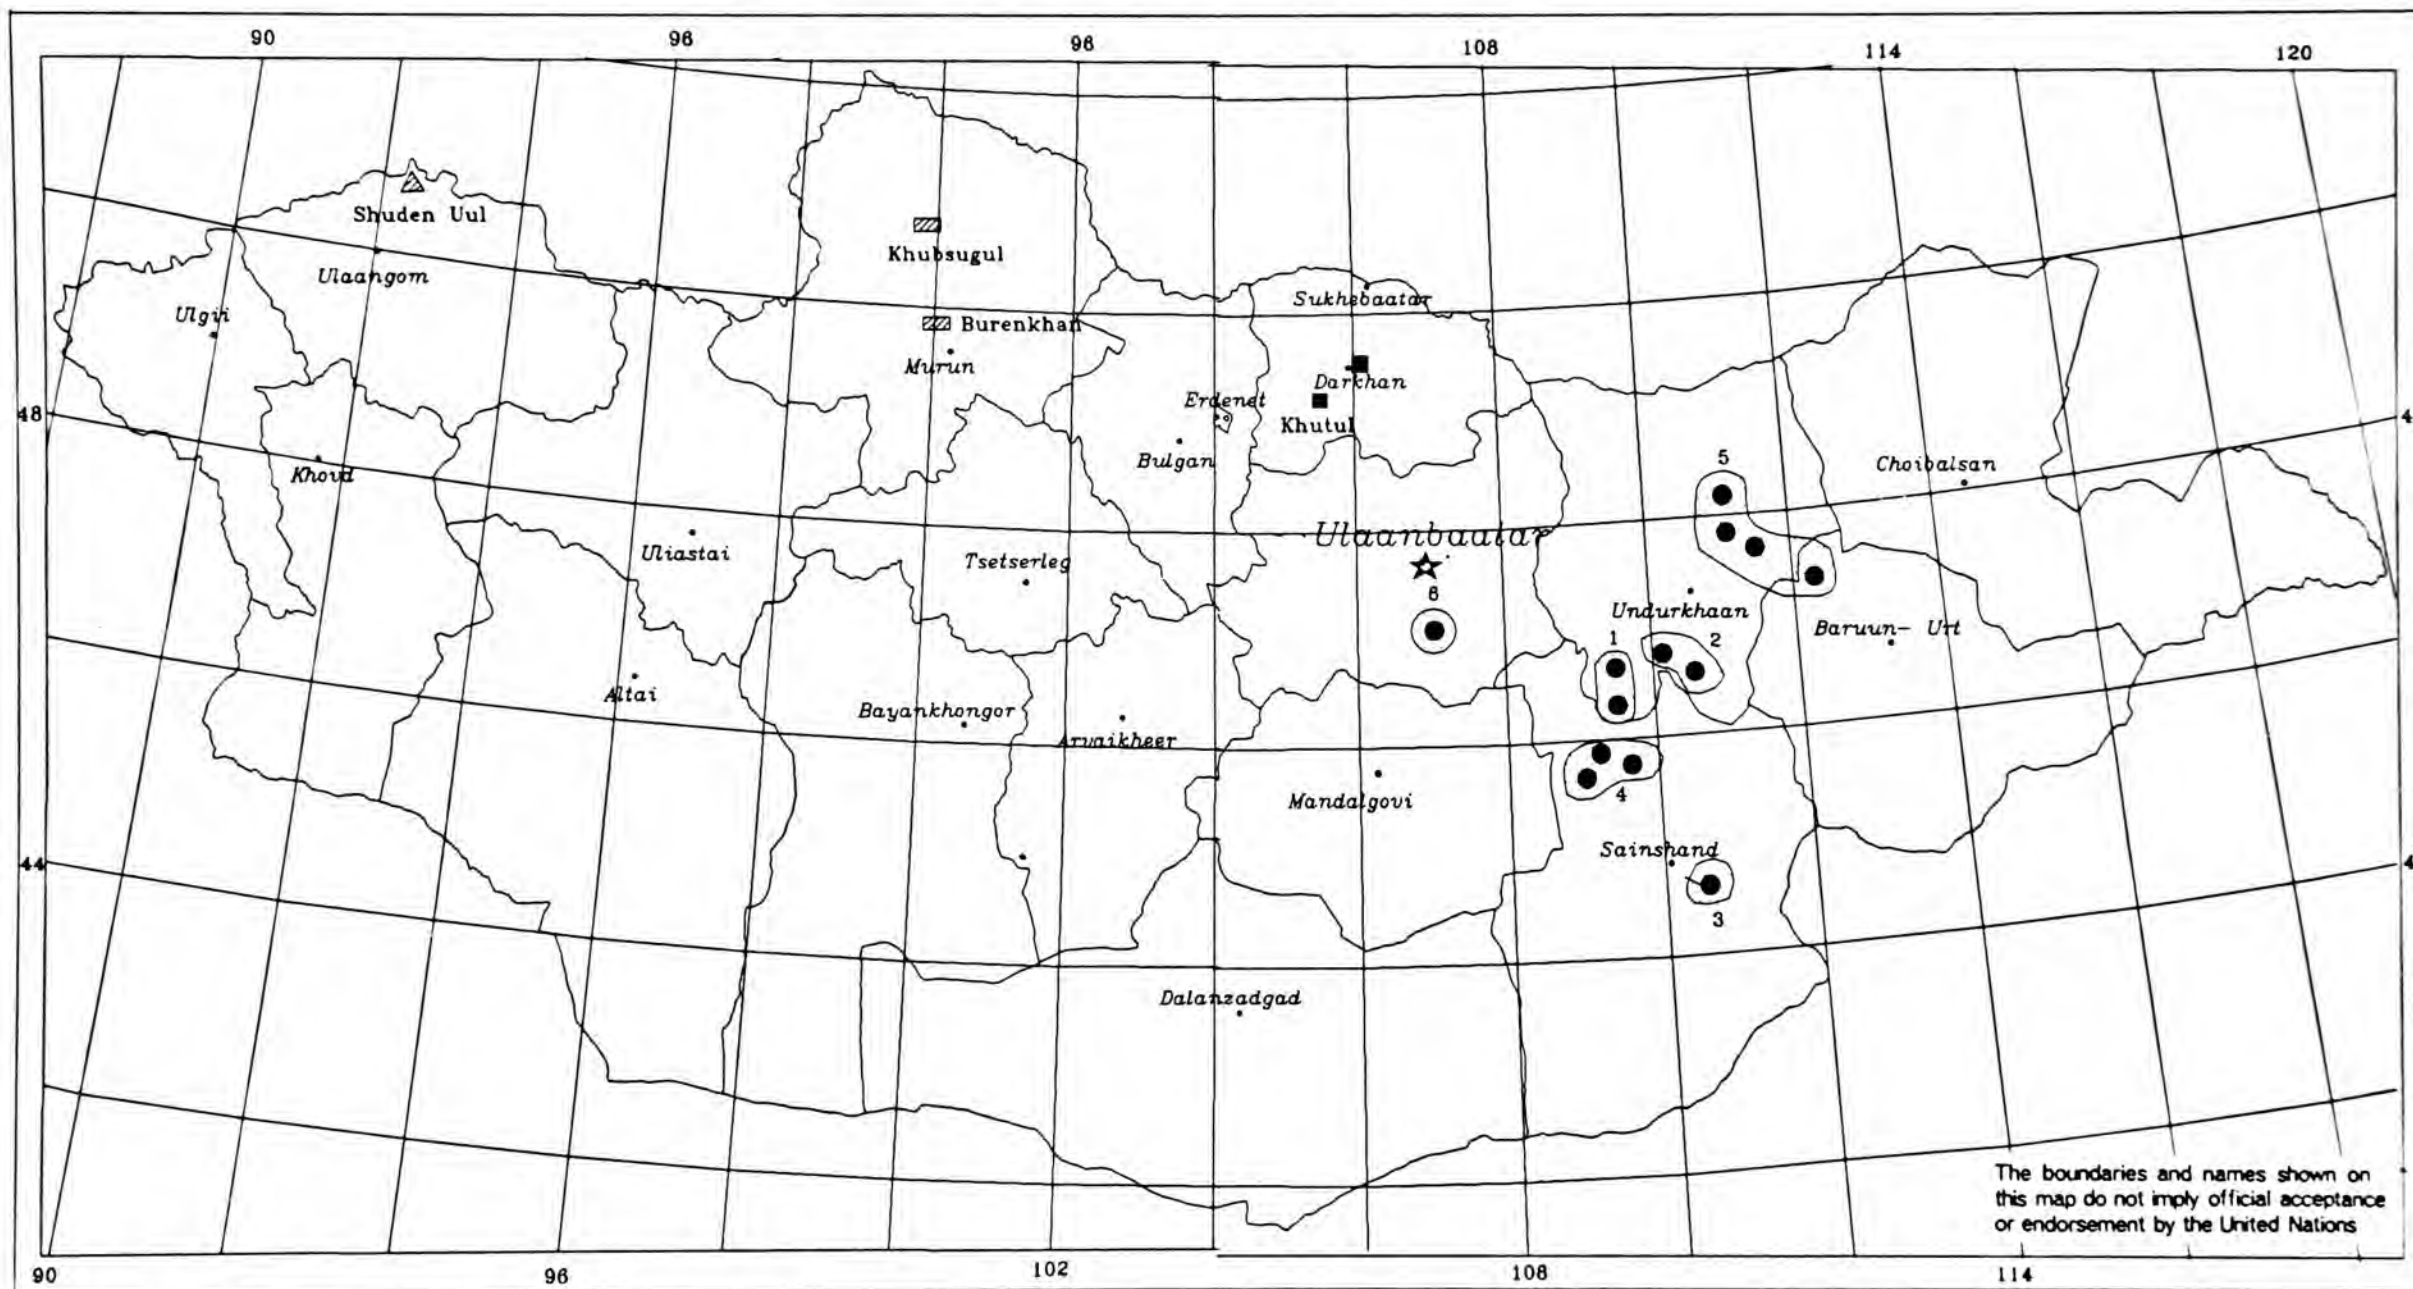 90 96 96 108 114 120
Shuden Uul
Khubsugul
Ulaangom
Sukhebaatar
Ulgii
Burenkhan
Murun
Darkhan
Erdenet
48
4
Khutul
Bulgan
Choibalsan
Khovd
5
Ulaanbaatar
Uliastai
Tsetserleg
6
Undurkhaan
Baruun- Urt
1
2
Altai
Bayankhongor
Arvaikheer
Mandalgovi
4
Sainshand
44
4
3
Dalanzadgad
The boundaries and names shown on
this map do not imply official acceptance
or endorsement by the United Nations
90 96 102 108 114